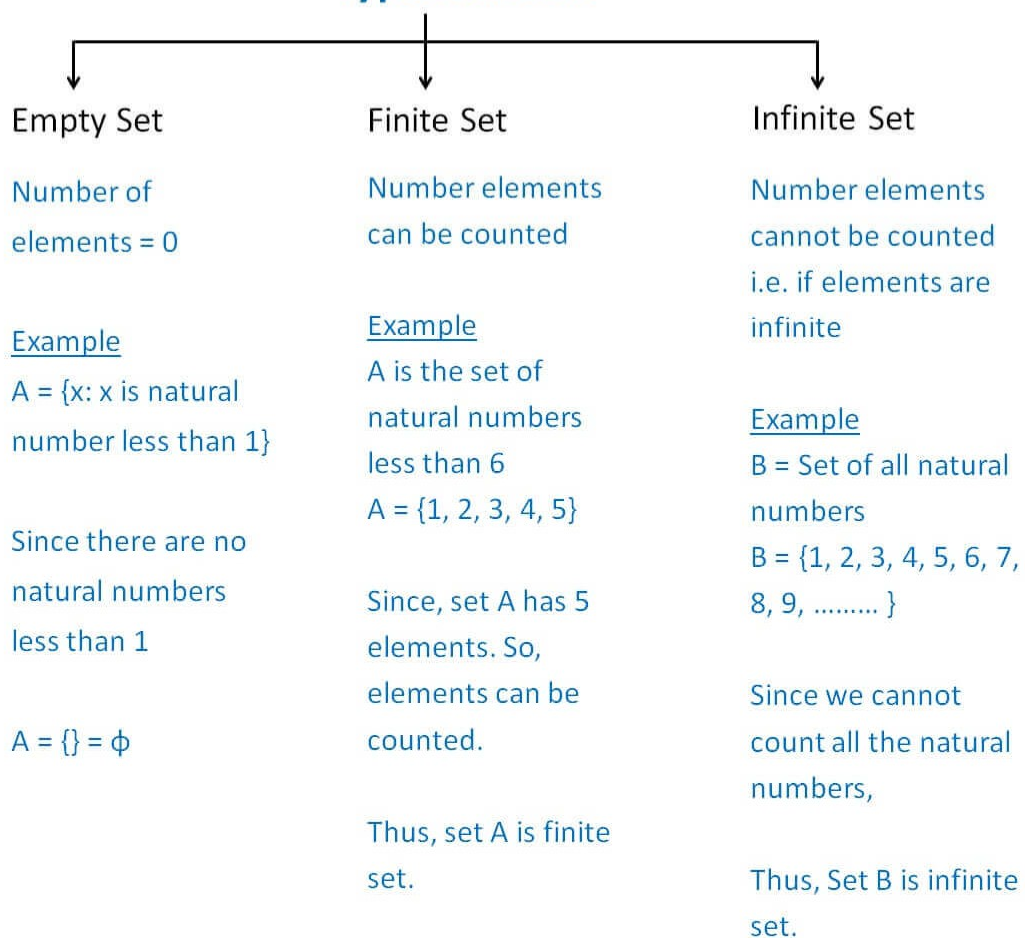 Empty Set
Number of
elements = 0
Example
A = {x: x is natural
number less than 1}
Since there are no
natural numbers
less than 1
A = {} = ф
Finite Set
Number elements
can be counted
Example
A is the set of
natural numbers
less than 6
A = {1, 2, 3, 4, 5}
Since, set A has 5
elements. So,
elements can be
counted.
Thus, set A is finite
set.
Infinite Set
Number elements
cannot be counted
i.e. if elements are
infinite
Example
B = Set of all natural
numbers
B = {1, 2, 3, 4, 5, 6, 7,
8, 9, ......... }
Since we cannot
count all the natural
numbers,
Thus, Set B is infinite
set.